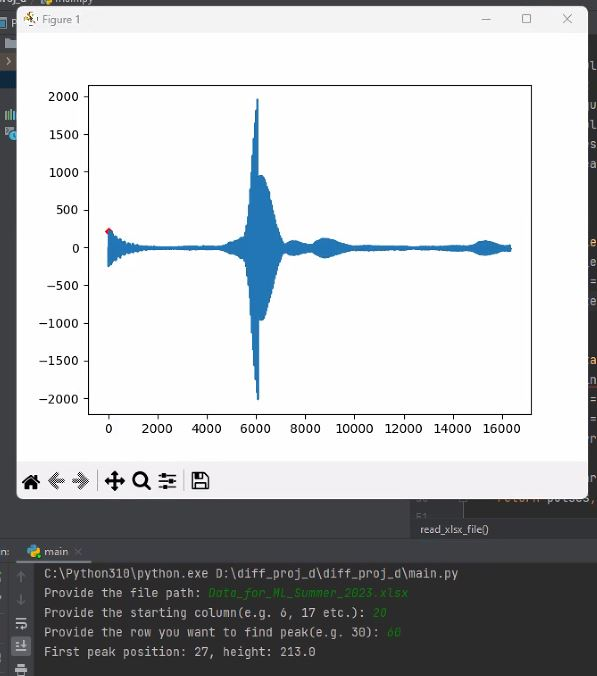 main.py
Figure 1
2000
1500
1000
500
0
−500
−1000
−1500
−2000
0 2000 4000 6000 8000 10000 12000 14000 16000
51
read_xlsx_file()
n: main
C:\Python310\python.exe D:\diff_proj_d\diff_proj_d\main.py
Provide the file path: Data_for_ML_Summer_2023.xlsx
Provide the starting column(e.g. 6, 17 etc.): 20
Provide the row you want to find peak(e.g. 30): 60
First peak position: 27, height: 213.0